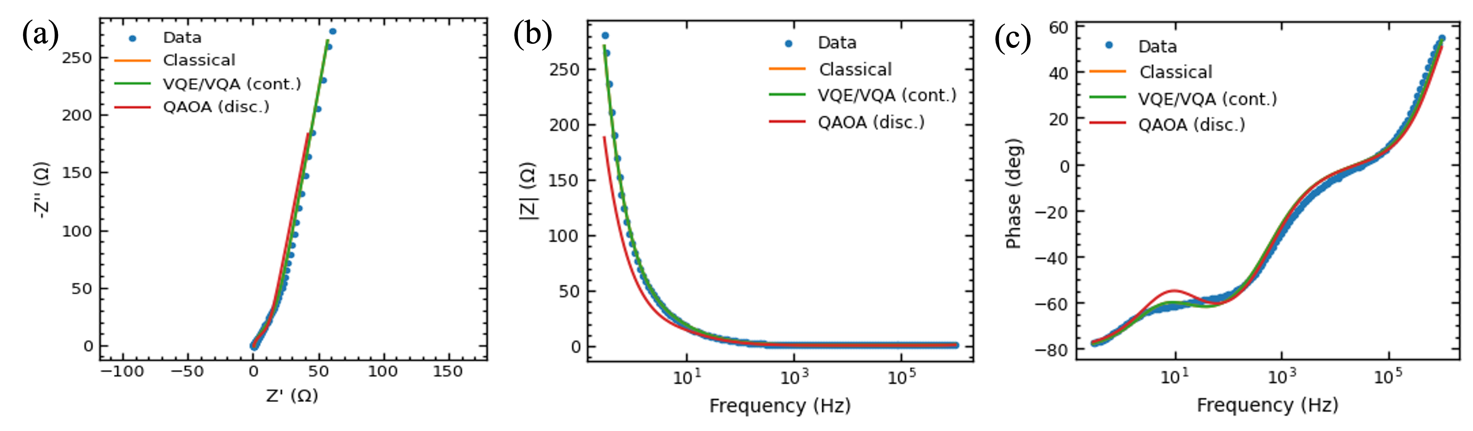 (a)
Data
Classical
VQE/VQA (cont.)
QAOA (disc.)
-Z'' (Ω)
250
200
150
100
50
0
−100 −50 0 50 100 150
Z' (Ω)
(b)
Data
Classical
VQE/VQA (cont.)
QAOA (disc.)
|Z| (Ω)
250
200
150
100
50
0
10¹ 10³ 10⁵
Frequency (Hz)
(c)
Data
Classical
VQE/VQA (cont.)
QAOA (disc.)
Phase (deg)
60
40
20
0
−20
−40
−60
−80
10¹ 10³ 10⁵
Frequency (Hz)